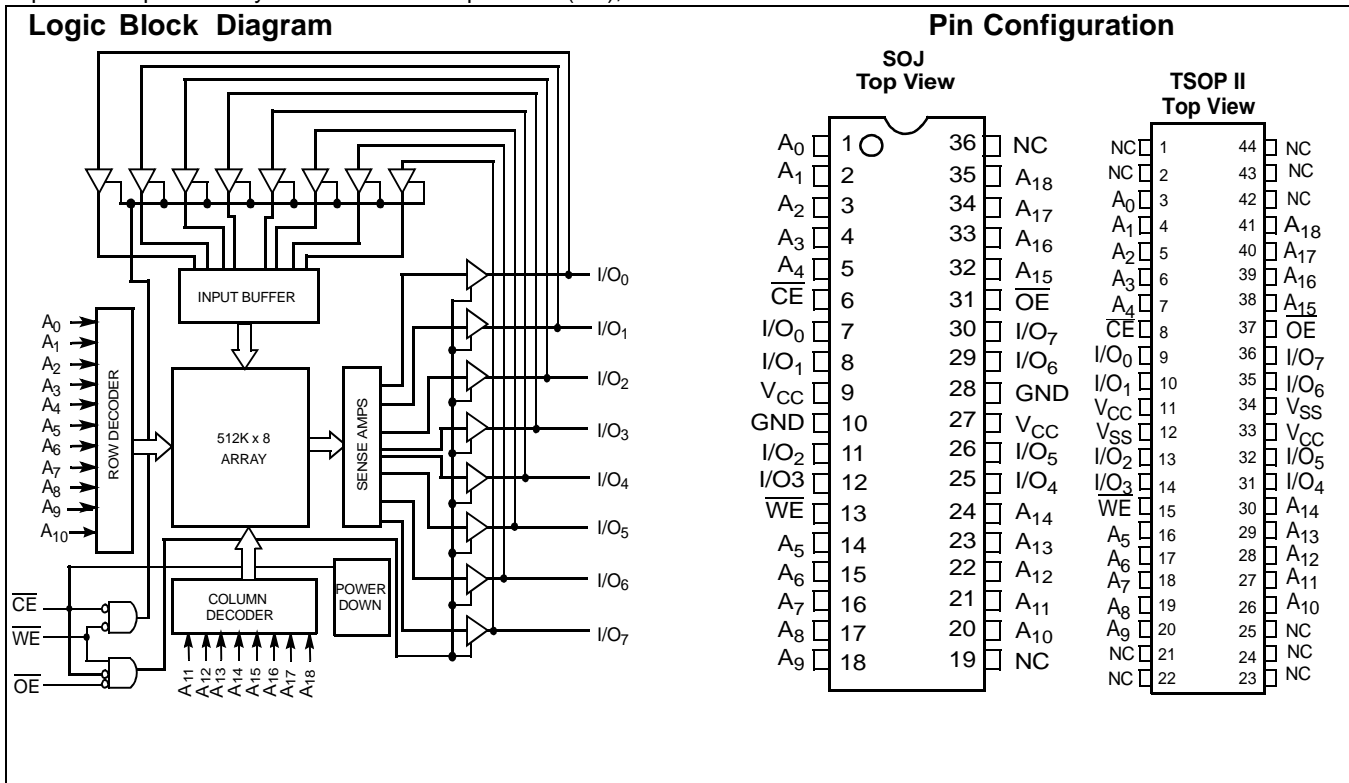 Logic Block Diagram
INPUT BUFFER
A0
A1
A2
A3
A4
A5
A6
A7
A8
A9
A10
ROW DECODER
512K x 8
ARRAY
SENSE AMPS
COLUMN
DECODER
POWER
DOWN
CE
WE
OE
A11
A12
A13
A14
A15
A16
A17
A18
I/O0
I/O1
I/O2
I/O3
I/O4
I/O5
I/O6
I/O7
Pin Configuration
SOJ
Top View
A0 1 36 NC
A1 2 35 A18
A2 3 34 A17
A3 4 33 A16
A4 5 32 A15
CE 6 31 OE
I/O0 7 30 I/O7
I/O1 8 29 I/O6
VCC 9 28 GND
GND 10 27 VCC
I/O2 11 26 I/O5
I/O3 12 25 I/O4
WE 13 24 A14
A5 14 23 A13
A6 15 22 A12
A7 16 21 A11
A8 17 20 A10
A9 18 19 NC
TSOP II
Top View
NC 1 44 NC
NC 2 43 NC
A0 3 42 NC
A1 4 41 A18
A2 5 40 A17
A3 6 39 A16
A4 7 38 A15
CE 8 37 OE
I/O0 9 36 I/O7
I/O1 10 35 I/O6
VCC 11 34 VSS
VSS 12 33 VCC
I/O2 13 32 I/O5
I/O3 14 31 I/O4
WE 15 30 A14
A5 16 29 A13
A6 17 28 A12
A7 18 27 A11
A8 19 26 A10
A9 20 25 NC
NC 21 24 NC
NC 22 23 NC